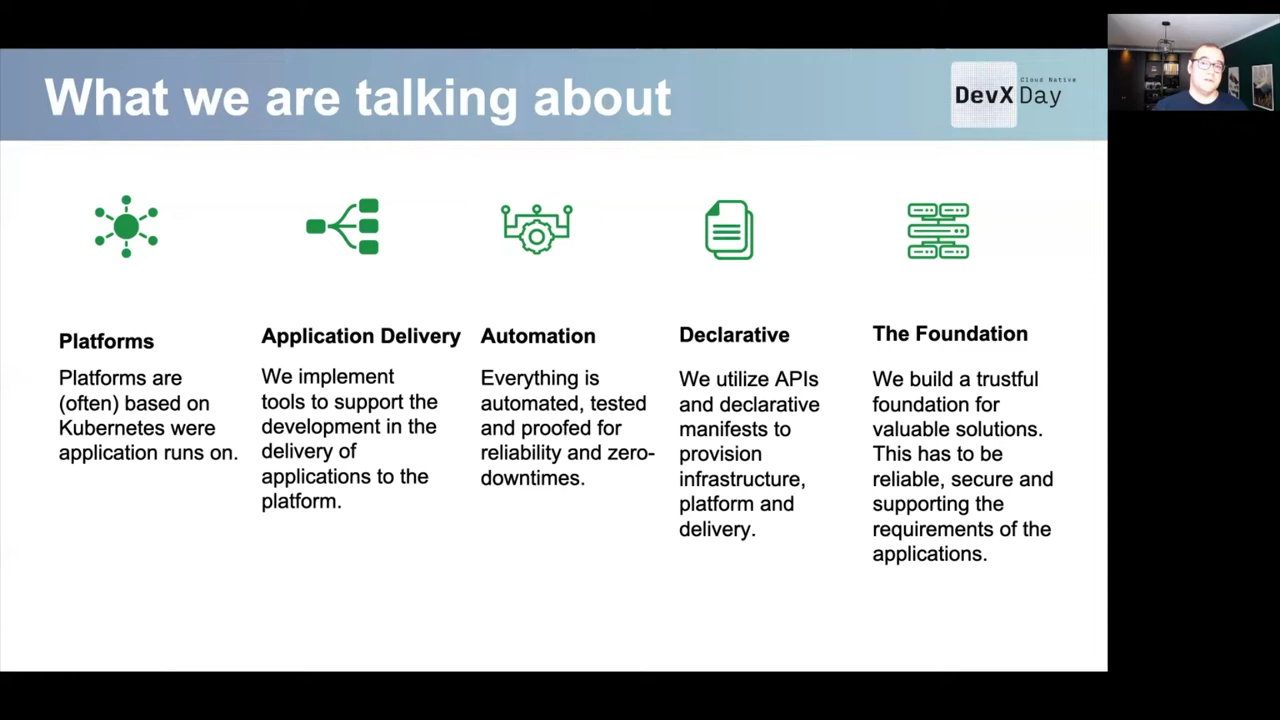 What we are talking about
Cloud Native
DevX Day
Platforms
Platforms are
(often) based on
Kubernetes were
application runs on.
Application Delivery
We implement
tools to support the
development in the
delivery of
applications to the
platform.
Automation
Everything is
automated, tested
and proofed for
reliability and zero-
downtimes.
Declarative
We utilize APIs
and declarative
manifests to
provision
infrastructure,
platform and
delivery.
The Foundation
We build a trustful
foundation for
valuable solutions.
This has to be
reliable, secure and
supporting the
requirements of the
applications.